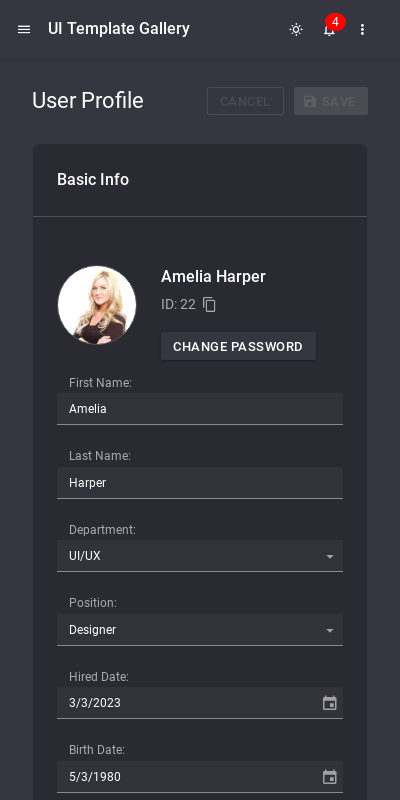 UI Template Gallery
4
User Profile
CANCEL
SAVE
Basic Info
Amelia Harper
ID: 22
CHANGE PASSWORD
First Name:
Amelia
Last Name:
Harper
Department:
UI/UX
Position:
Designer
Hired Date:
3/3/2023
Birth Date:
5/3/1980